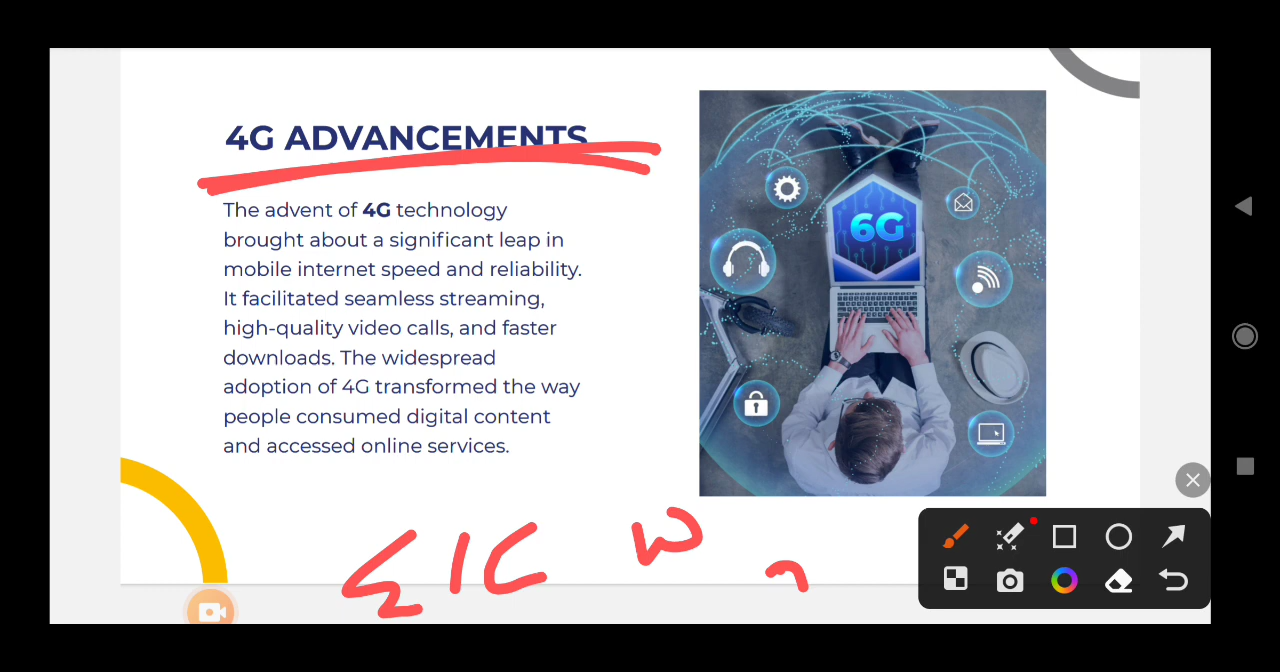 4G ADVANCEMENTS
The advent of 4G technology
brought about a significant leap in
mobile internet speed and reliability.
It facilitated seamless streaming,
high-quality video calls, and faster
downloads. The widespread
adoption of 4G transformed the way
people consumed digital content
and accessed online services.
6G